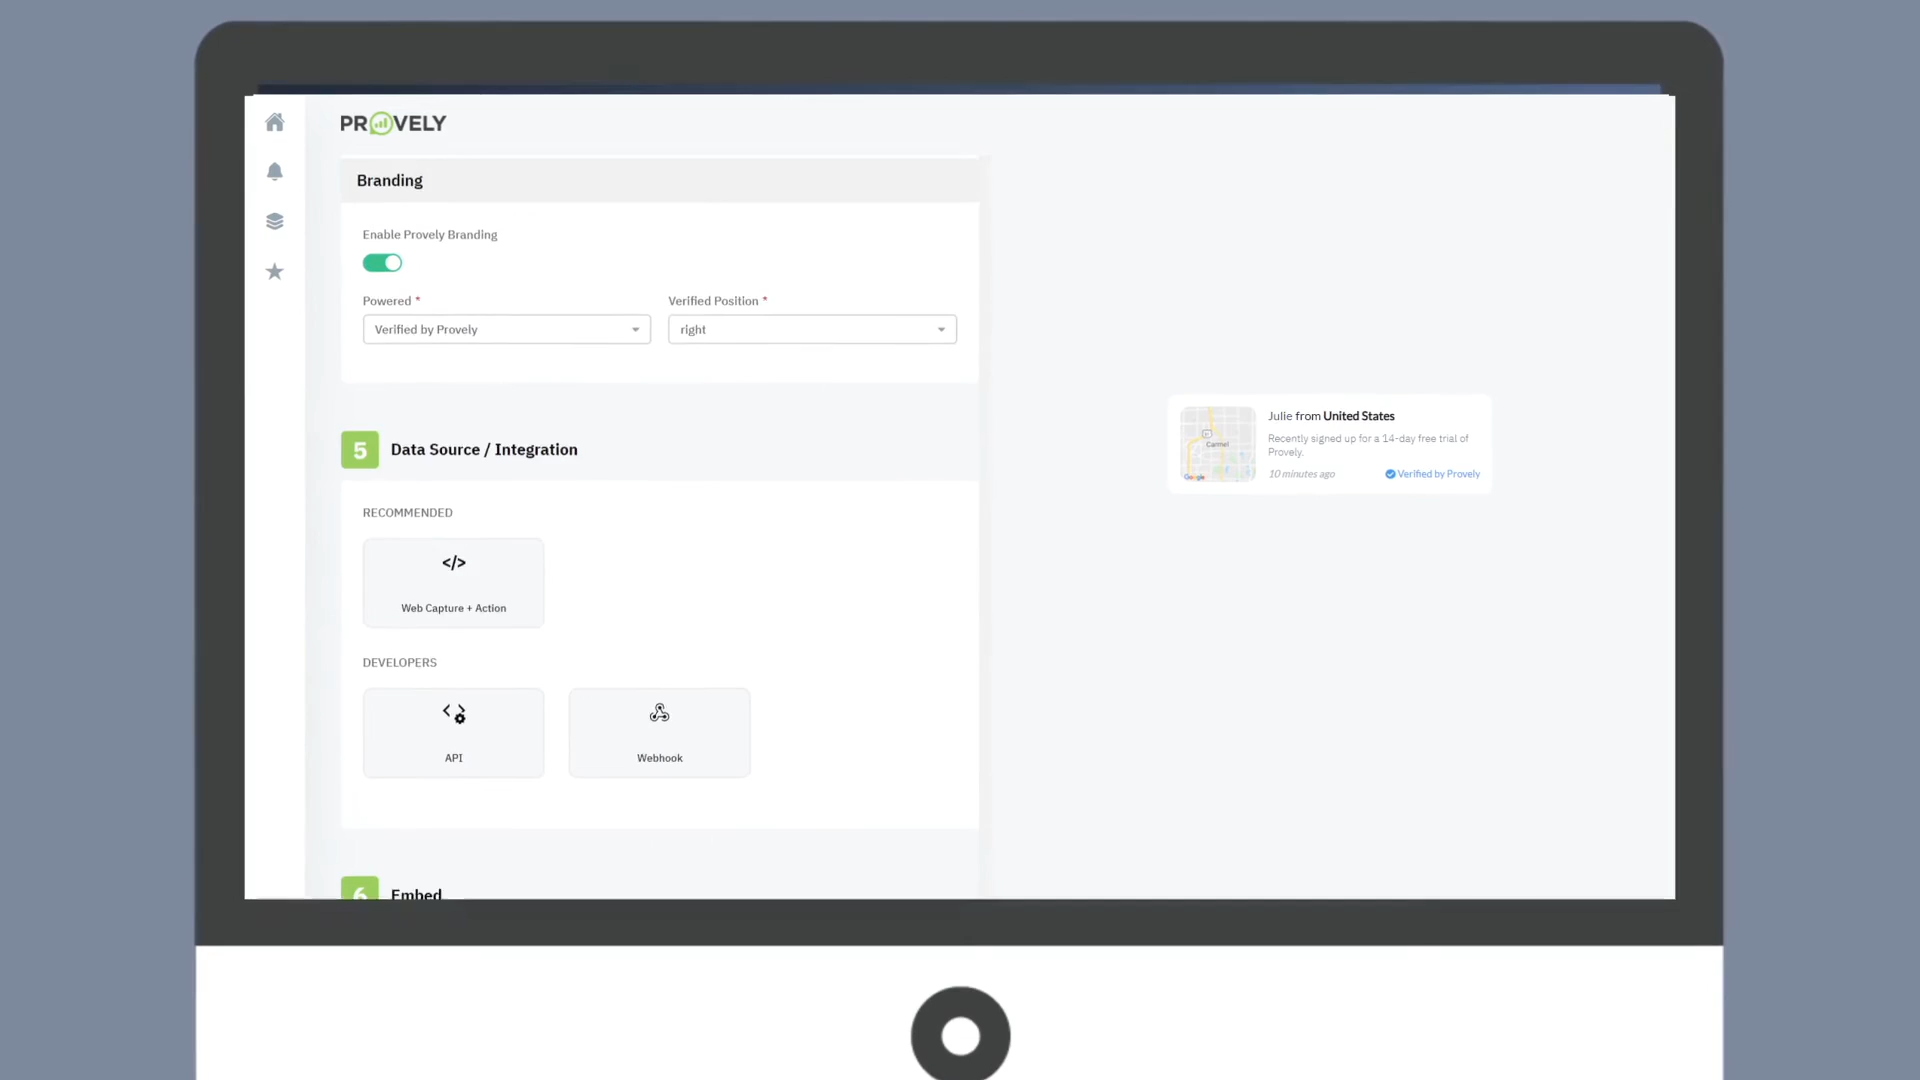 PROVELY
Branding
Enable Provely Branding
Powered *
Verified Position *
Verified by Provely
right
5
Data Source / Integration
RECOMMENDED
</>
Web Capture + Action
DEVELOPERS
API
Webhook
6
Embed
Carmel
Google
Julie from United States
Recently signed up for a 14-day free trial of
Provely.
10 minutes ago
Verified by Provely